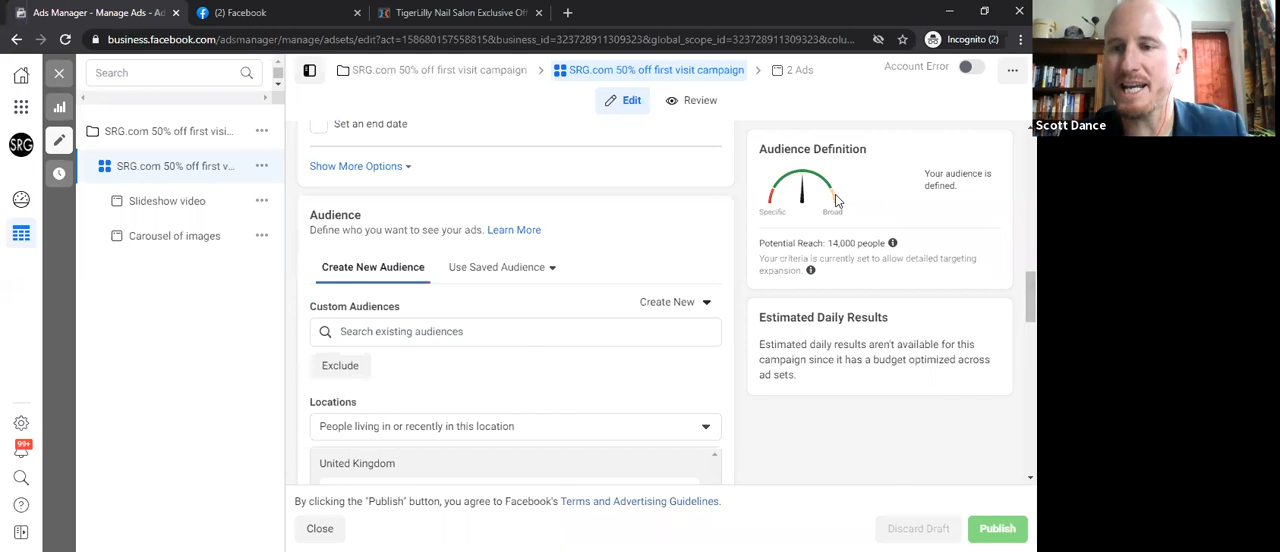 Ads Manager - Manage Ads - A
(2) Facebook
TigerLilly Nail Salon Exclusive Off
business.facebook.com/adsmanager/manage/adsets/edit?act=158680157558815&business_id=323728911309323&global_scope_id=323728911309323&colu...
Incognito (2)
Search
SRG.com 50% off first visit campaign
SRG.com 50% off first visit campaign
2 Ads
Account Error
Edit
Review
Scott Dance
SRG
SRG.com 50% off first visi...
SRG.com 50% off first v...
Slideshow video
Carousel of images
99+
Set an end date
Show More Options
Audience
Define who you want to see your ads. Learn More
Create New Audience
Use Saved Audience
Custom Audiences
Create New
Search existing audiences
Exclude
Locations
People living in or recently in this location
United Kingdom
Audience Definition
Your audience is
defined.
Specific
Broad
Potential Reach: 14,000 people
Your criteria is currently set to allow detailed targeting
expansion.
Estimated Daily Results
Estimated daily results aren't available for this
campaign since it has a budget optimized across
ad sets.
By clicking the "Publish" button, you agree to Facebook's Terms and Advertising Guidelines.
Close
Discard Draft
Publish